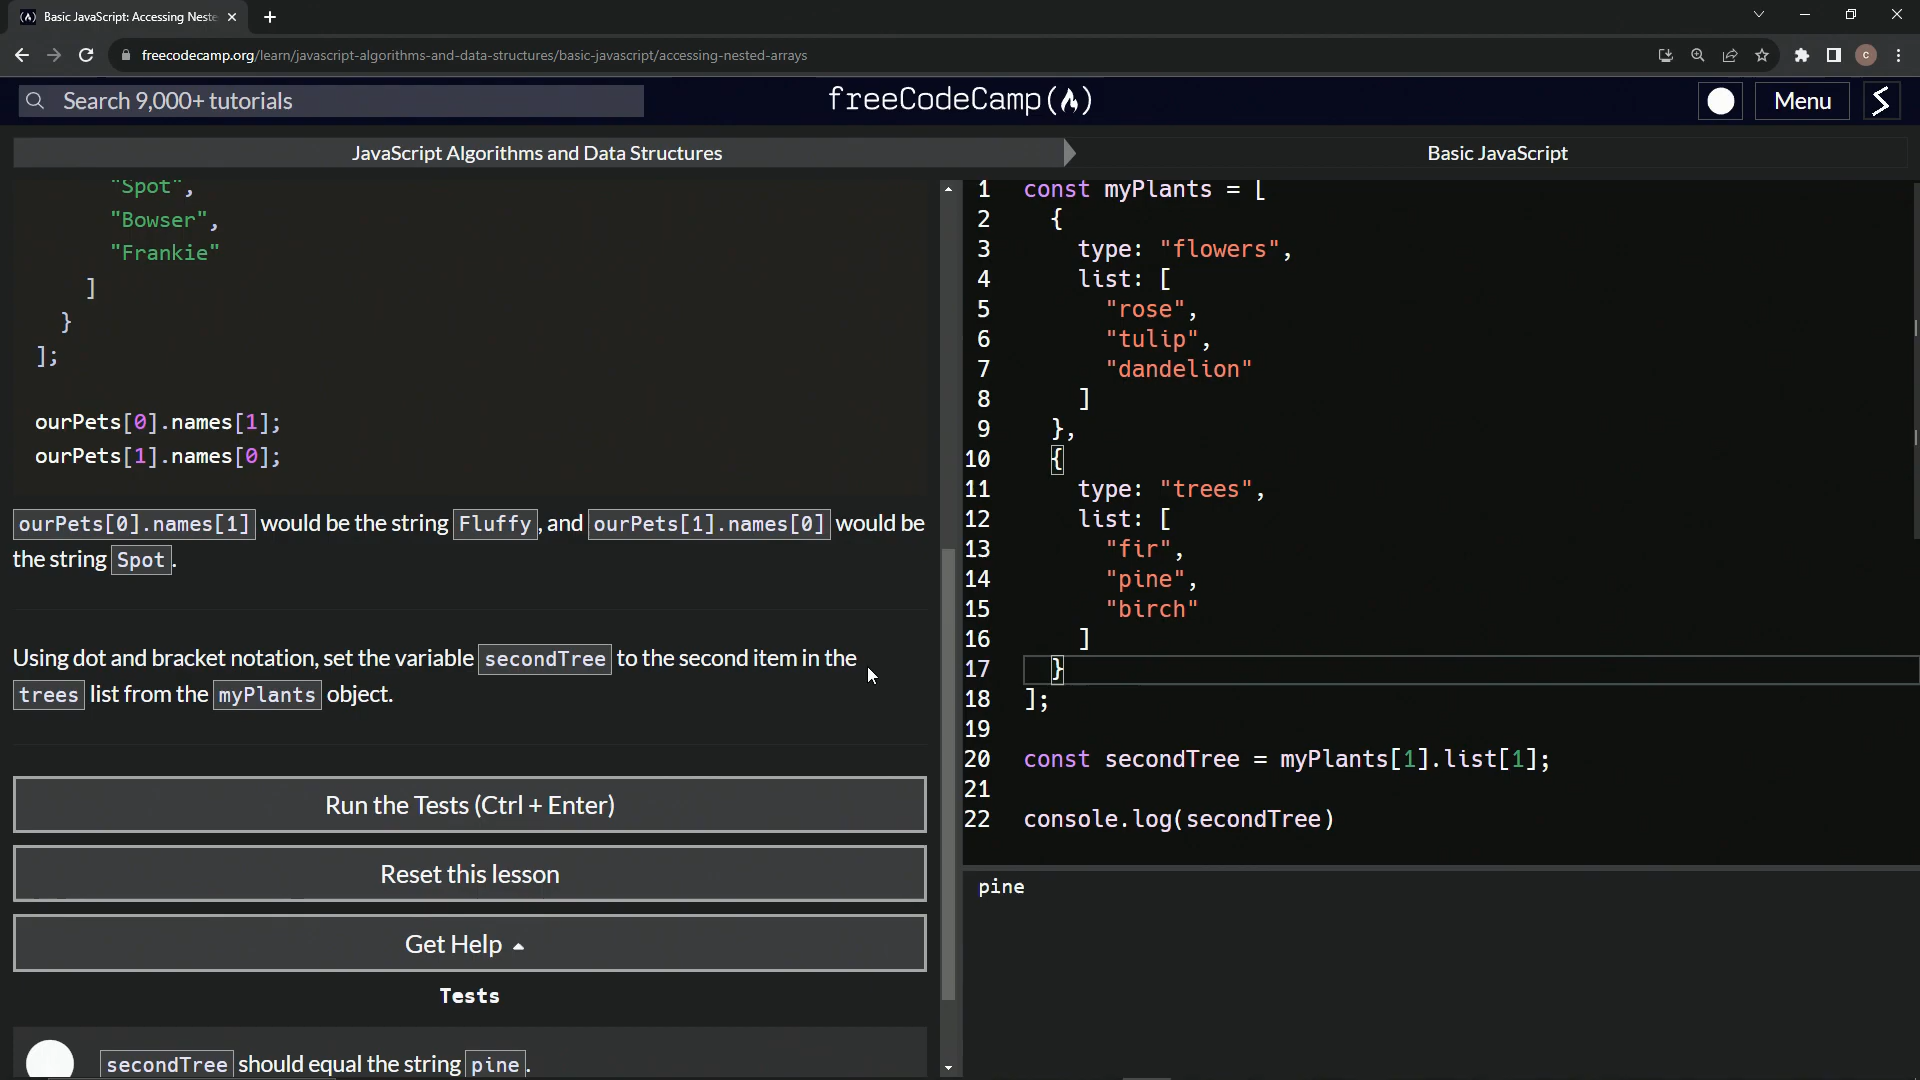 Basic JavaScript: Accessing Neste
freecodecamp.org/learn/javascript-algorithms-and-data-structures/basic-javascript/accessing-nested-arrays
C
Search 9,000+ tutorials
freeCodeCamp
Menu
JavaScript Algorithms and Data Structures
Basic JavaScript
"Spot",
"Bowser",
"Frankie"
]
}
];
ourPets[0].names[1];
ourPets[1].names[0];
ourPets[0].names[1] would be the string Fluffy, and ourPets[1].names[0] would be
the string Spot.
Using dot and bracket notation, set the variable secondTree to the second item in the
trees list from the myPlants object.
Run the Tests (Ctrl + Enter)
Reset this lesson
Get Help
Tests
secondTree should equal the string pine.
1 const myPlants = [
2 {
3 type: "flowers",
4 list: [
5 "rose",
6 "tulip",
7 "dandelion"
8 ]
9 },
10 {
11 type: "trees",
12 list: [
13 "fir",
14 "pine",
15 "birch"
16 ]
17 }
18 ];
19
20 const secondTree = myPlants[1].list[1];
21
22 console.log(secondTree)
pine